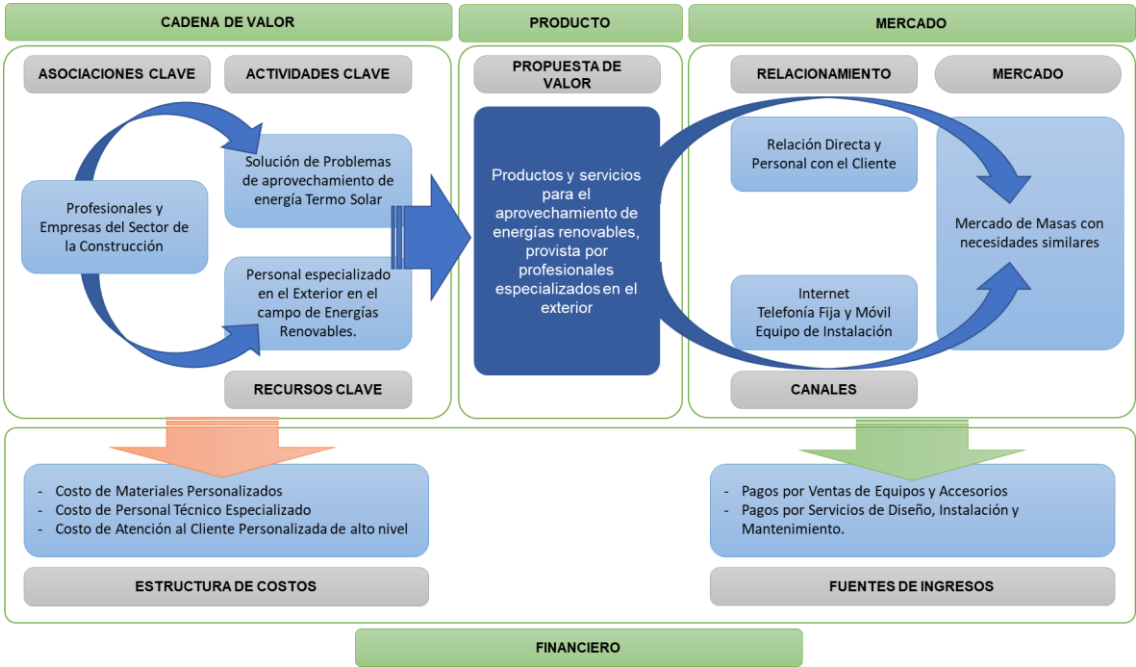 CADENA DE VALOR
PRODUCTO
MERCADO
ASOCIACIONES CLAVE
ACTIVIDADES CLAVE
PROPUESTA DE
VALOR
RELACIONAMIENTO
MERCADO
Profesionales y
Empresas del Sector de
la Construcción
Solución de Problemas
de aprovechamiento de
energía Termo Solar
Personal especializado
en el Exterior en el
campo de Energías
Renovables.
RECURSOS CLAVE
Productos y servicios
para el
aprovechamiento de
energías renovables,
provista por
profesionales
especializados en el
exterior
Relación Directa y
Personal con el Cliente
Internet
Telefonía Fija y Móvil
Equipo de Instalación
CANALES
Mercado de Masas con
necesidades similares
- Costo de Materiales Personalizados
- Costo de Personal Técnico Especializado
- Costo de Atención al Cliente Personalizada de alto nivel
ESTRUCTURA DE COSTOS
- Pagos por Ventas de Equipos y Accesorios
- Pagos por Servicios de Diseño, Instalación y
Mantenimiento.
FUENTES DE INGRESOS
FINANCIERO